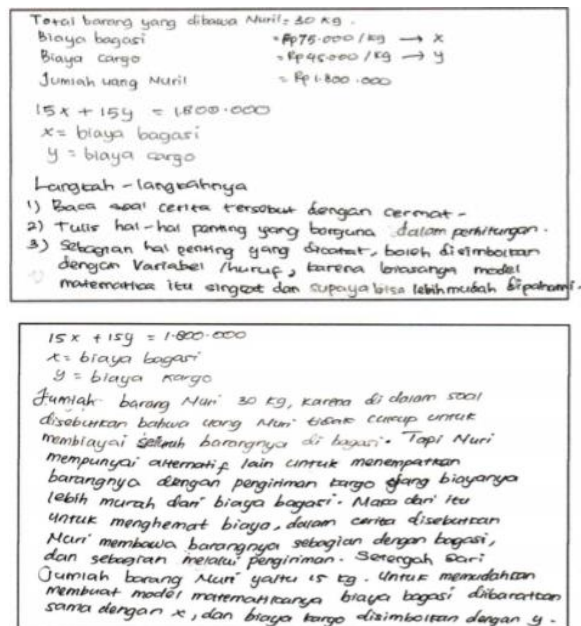 Total barang yang dibawa Nuril = 30 kg.
Biaya bagasi = Rp75.000 / kg → x
Biaya cargo = Rp45.000 / kg → y
Jumlah uang Nuril = Rp 1.800.000
15x + 15y = 1.800.000
x = biaya bagasi
y = biaya cargo
Langkah - langkahnya
1) Baca soal cerita tersebut dengan cermat -
2) Tulis hal-hal penting yang berguna dalam perhitungan.
3) Sebagian hal penting yang dicatat, boleh disimbolkan
dengan Variabel /huruf, karena biasanya model
matematika itu singkat dan supaya bisa lebih mudah dipahami.
15x + 15y = 1.800.000
x = biaya bagasi
y = biaya kargo
Jumlah barang Nuri 30 kg, karena di dalam soal
disebutkan bahwa uang Nuri tidak cukup untuk
membiayai seluruh barangnya di bagasi. Tapi Nuri
mempunyai alternatif lain untuk menempatkan
barangnya dengan pengiriman kargo yang biayanya
lebih murah dari biaya bagasi. Maka dari itu
untuk menghemat biaya, dalam cerita disebutkan
Nuri membawa barangnya sebagian dengan bagasi,
dan sebagian melalui pengiriman. Setengah dari
Jumlah barang Nuri yaitu 15 kg. Untuk memudahkan
membuat model matematikanya biaya bagasi diibaratkan
sama dengan x, dan biaya kargo disimbolkan dengan y.